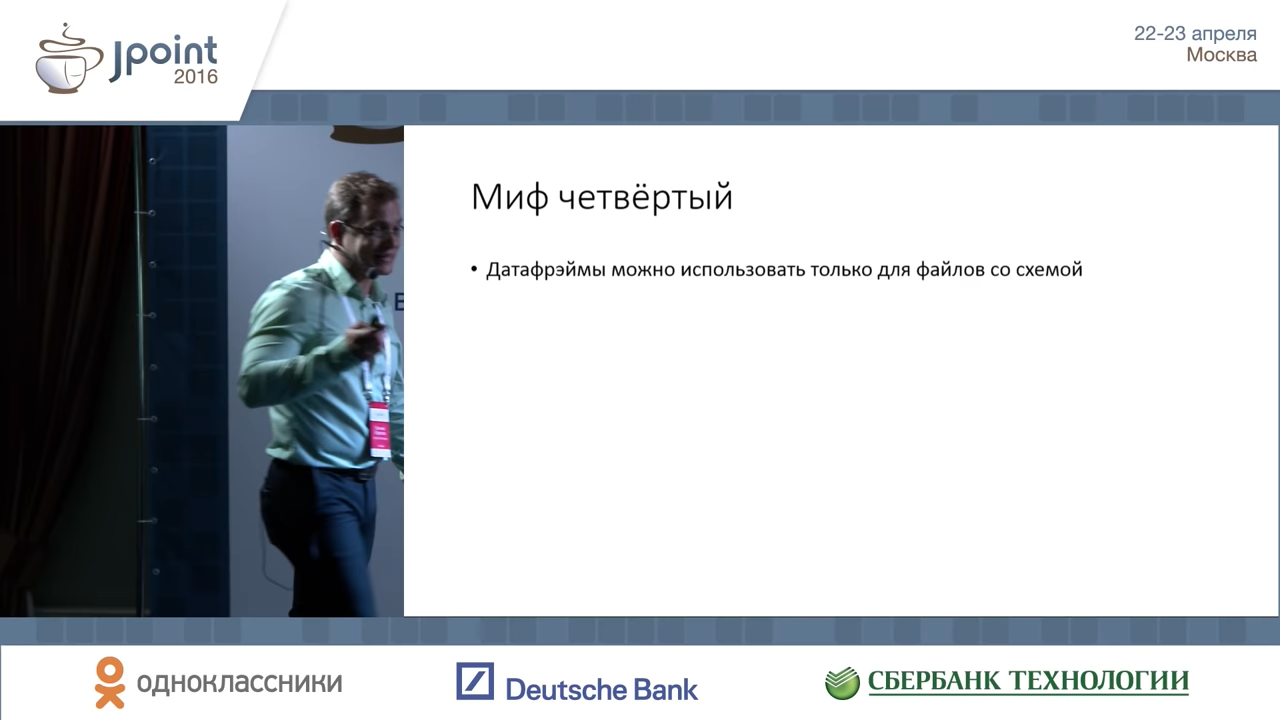 Jpoint
2016
22-23 апреля
Москва
Миф четвёртый
• Датафрэймы можно использовать только для файлов со схемой
одноклассники
Deutsche Bank
СБЕРБАНК ТЕХНОЛОГИИ